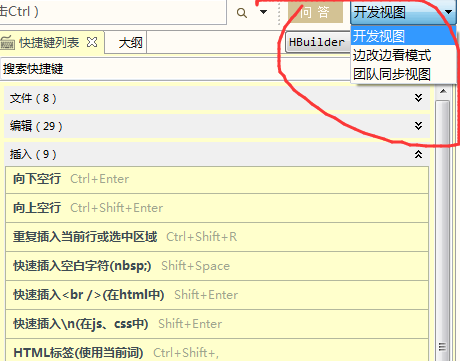 击Ctrl )
问 答
开发视图
开发视图
边改边看模式
团队同步视图
快捷键列表
大纲
HBuilder
搜索快捷键
文件 ( 8 )
编辑 ( 29 )
插入 ( 9 )
向下空行 Ctrl+Enter
向上空行 Ctrl+Shift+Enter
重复插入当前行或选中区域 Ctrl+Shift+R
快速插入空白字符(nbsp;) Shift+Space
快速插入<br />(在html中) Shift+Enter
快速插入\n(在js、css中) Shift+Enter
HTML标签(使用当前词) Ctrl+Shift+,